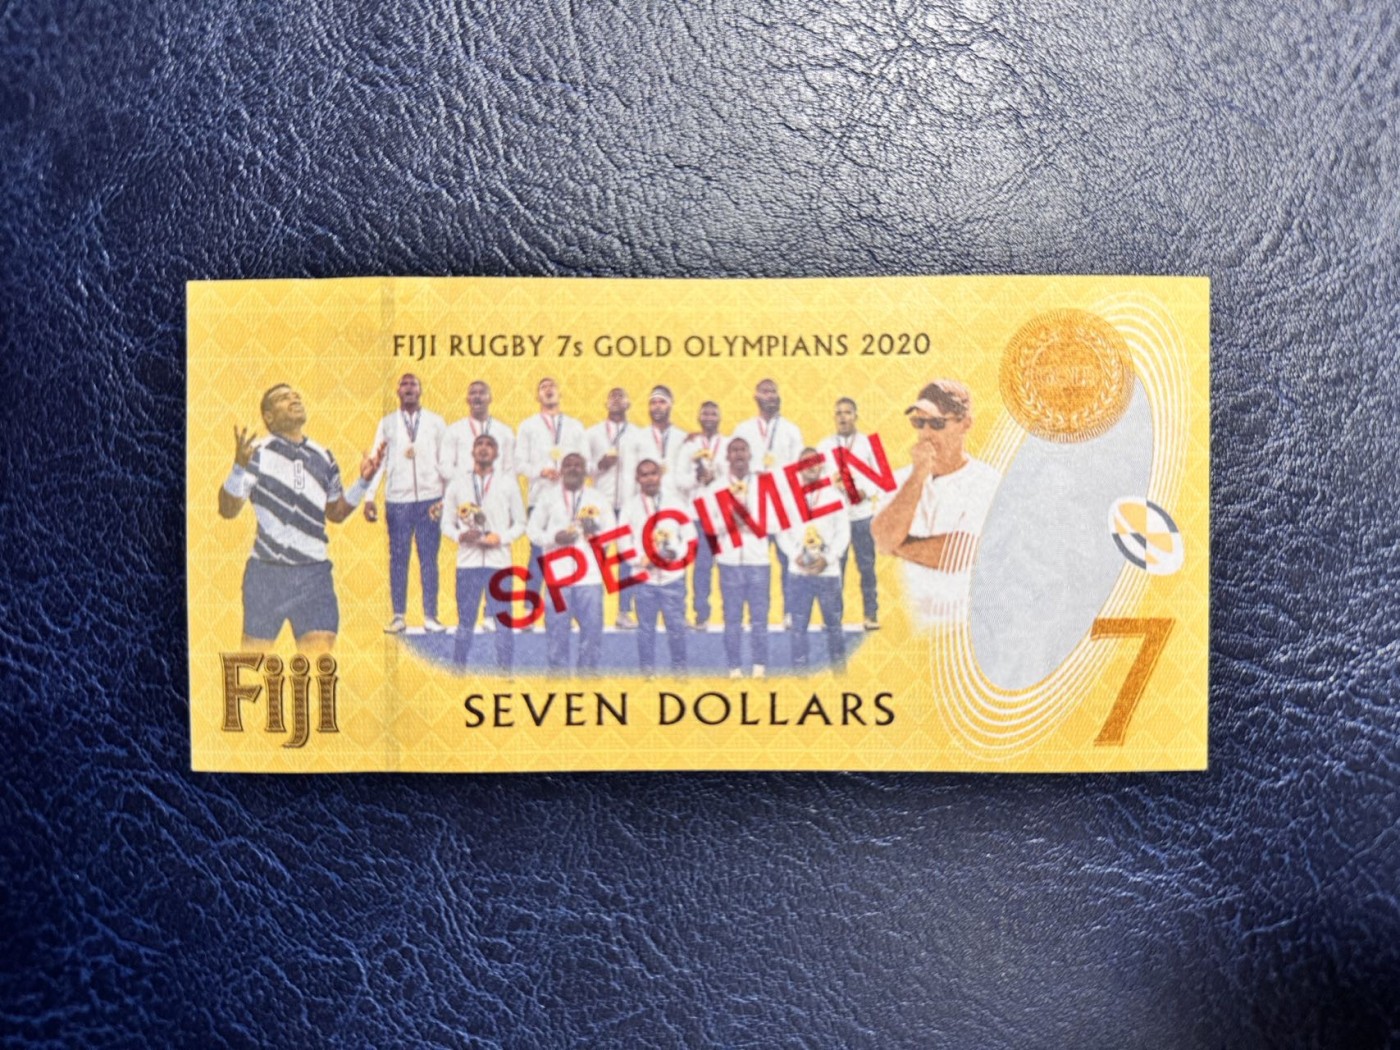 FIJI RUGBY 7s GOLD OLYMPIANS 2020
SPECIMEN
Fiji
SEVEN DOLLARS
7